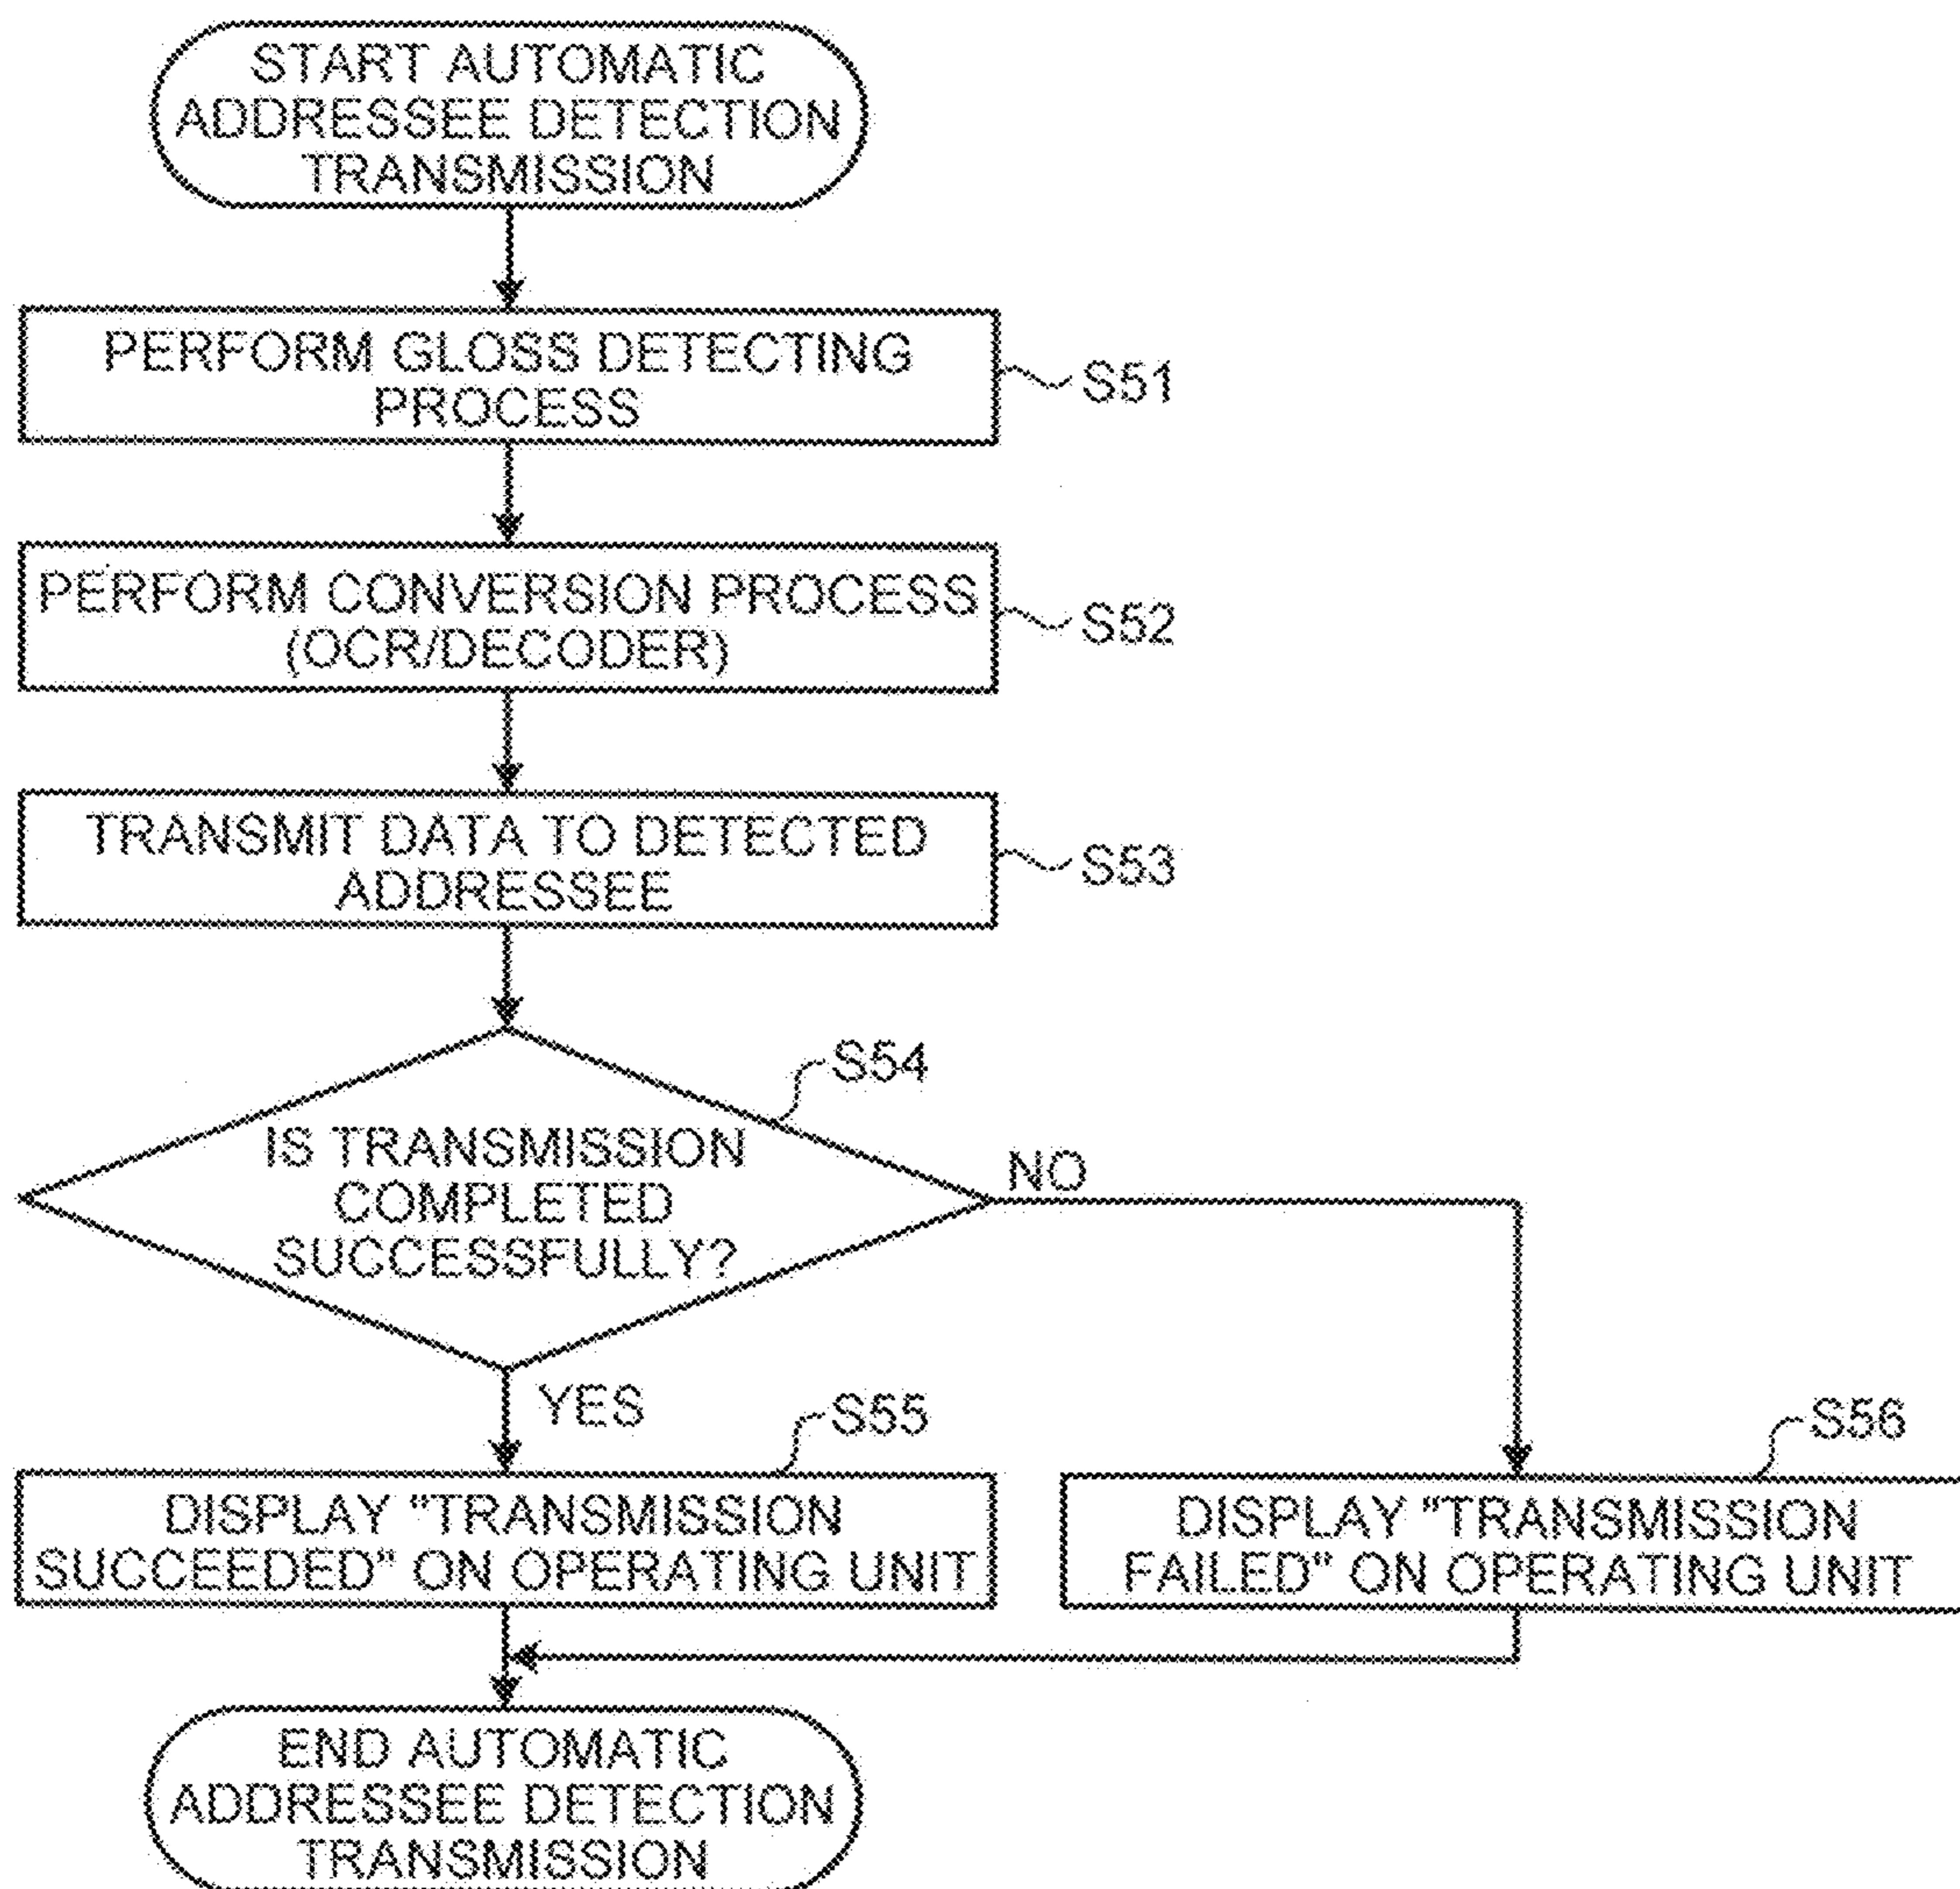 START AUTOMATIC
ADDRESSEE DETECTION
TRANSMISSION
PERFORM GLOSS DETECTING
PROCESS
S51
PERFORM CONVERSION PROCESS
(OCR/DECODER)
S52
TRANSMIT DATA TO DETECTED
ADDRESSEE
S53
S54
IS TRANSMISSION
COMPLETED
SUCCESSFULLY?
NO
YES
S55
S56
DISPLAY "TRANSMISSION
SUCCEEDED" ON OPERATING UNIT
DISPLAY "TRANSMISSION
FAILED" ON OPERATING UNIT
END AUTOMATIC
ADDRESSEE DETECTION
TRANSMISSION